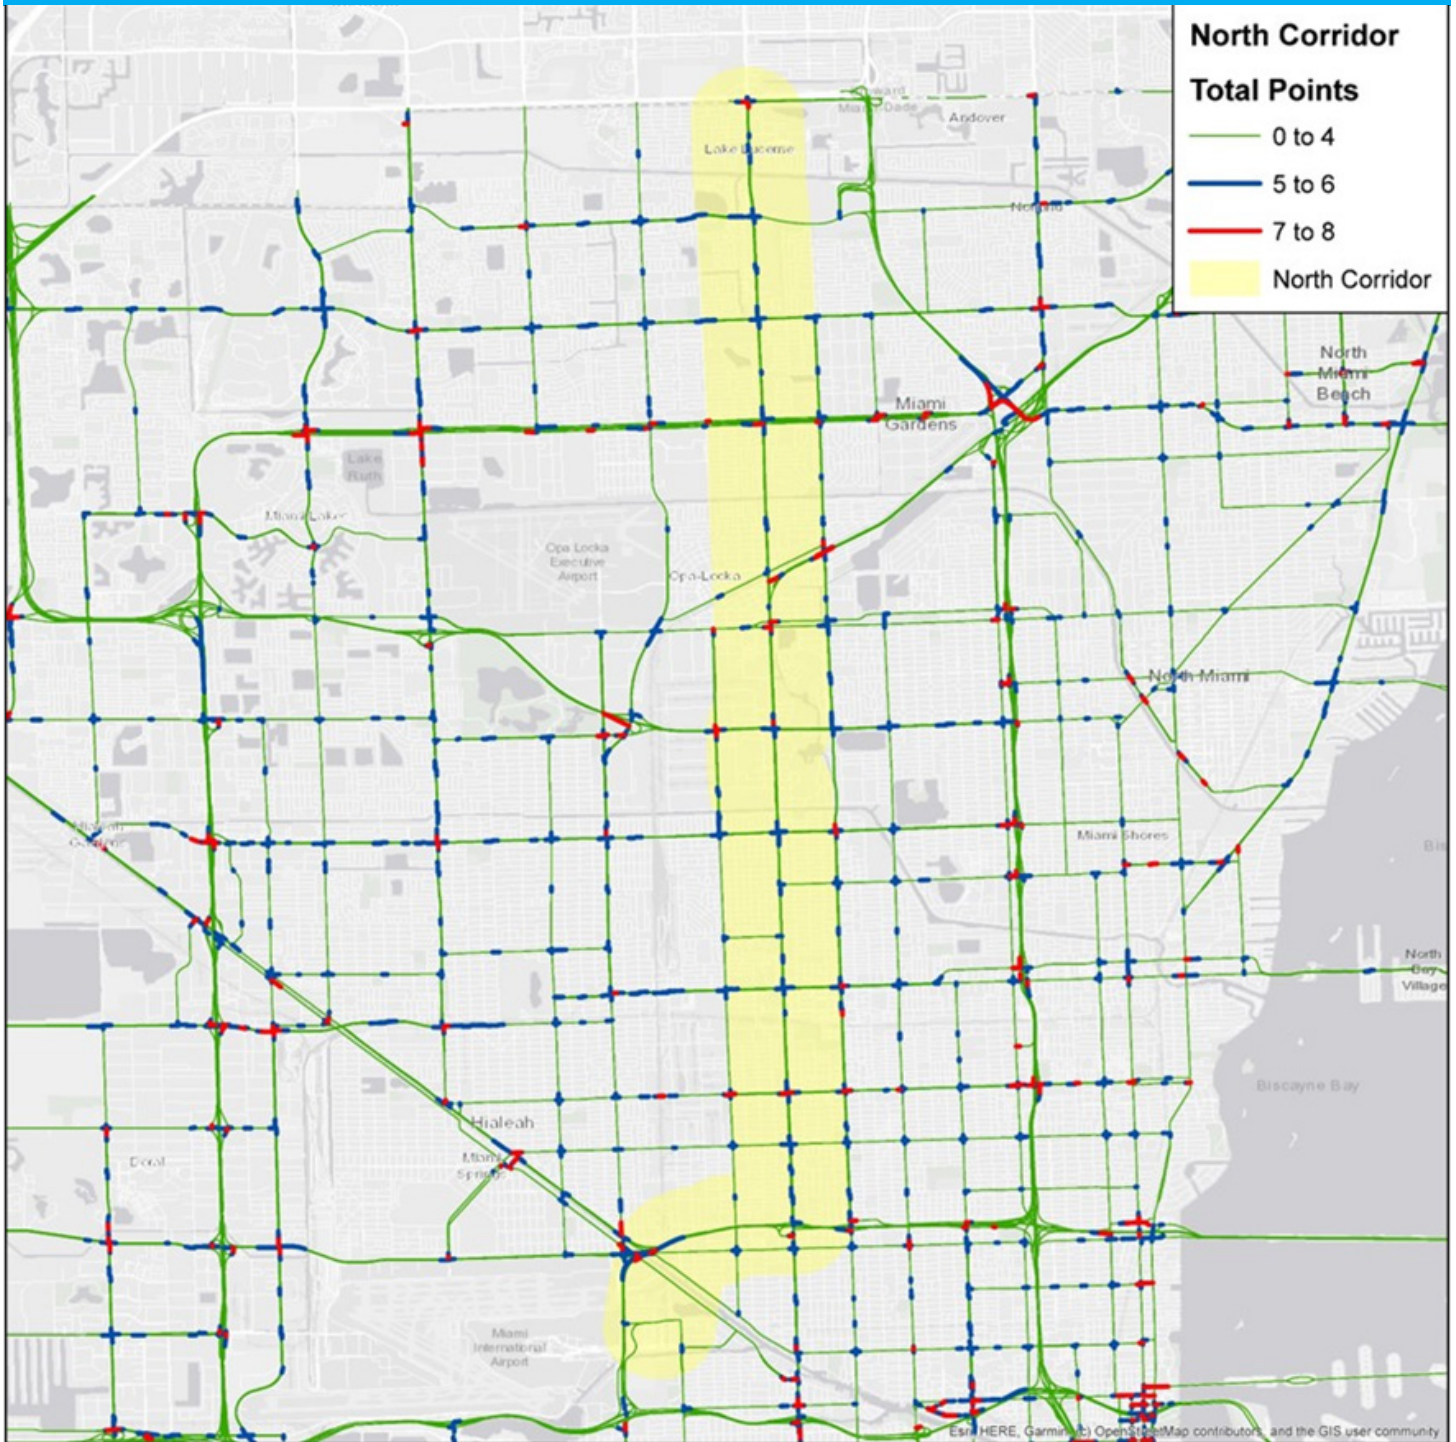 North Corridor
Total Points
0 to 4
5 to 6
7 to 8
North Corridor
Andover
Lake Lucerne
North
Miami
Beach
Miami
Gardens
Lake
Ruth
Miami Lakes
Opa Locka
Executive
Airport
Opa-Locka
North Miami
Miami Shores
Bis
North
Bay
Village
Biscayne Bay
Hialeah
Miami
Springs
Doral
Miami
International
Airport
Esri, HERE, Garmin, (c) OpenStreetMap contributors, and the GIS user community